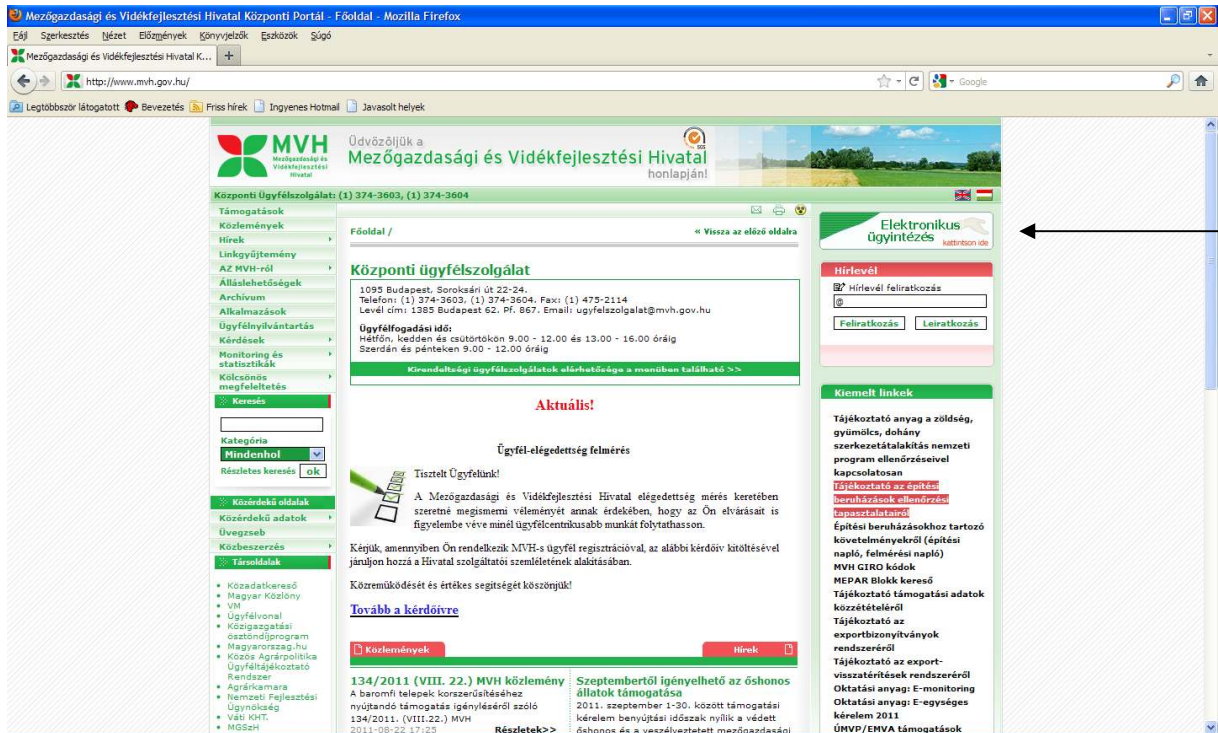 Mezőgazdasági és Vidékfejlesztési Hivatal Központi Portál - Főoldal - Mozilla Firefox
Fájl Szerkesztés Nézet Előzmények Könyvjelzők Eszközök Súgó
Mezőgazdasági és Vidékfejlesztési Hivatal K... +
http://www.mvh.gov.hu/
Google
Legtöbbször látogatott Bevezetés Friss hírek Ingyenes Hotmail Javasolt helyek
MVH
Mezőgazdasági és
Vidékfejlesztési
Hivatal
Üdvözöljük a
Mezőgazdasági és Vidékfejlesztési Hivatal
honlapján!
SGS
Központi Ügyfélszolgálat: (1) 374-3603, (1) 374-3604
Támogatások
Közlemények
Hírek
Linkgyűjtemény
AZ MVH-ról
Álláslehetőségek
Archívum
Alkalmazások
Ügyfélnyilvántartás
Kérdések
Monitoring és
statisztikák
Kölcsönös
megfeleltetés
Keresés
Kategória
Mindenhol
Részletes keresés ok
Közérdekű oldalak
Közérdekű adatok
Üvegzseb
Közbeszerzés
Társoldalak
• Közadatkereső
• Magyar Közlöny
• VM
• Ügyfélvonal
• Közigazgatási
ösztöndíjprogram
• Magyarorszag.hu
• Közös Agrárpolitika
Ügyféltájékoztató
Rendszer
• Agrárkamara
• Nemzeti Fejlesztési
Ügynökség
• Váti KHT.
• MGSzH
Főoldal /
« Vissza az előző oldalra
Központi ügyfélszolgálat
1095 Budapest, Soroksári út 22-24.
Telefon: (1) 374-3603, (1) 374-3604. Fax: (1) 475-2114
Levél cím: 1385 Budapest 62. Pf. 867. Email: ugyfelszolgalat@mvh.gov.hu
Ügyfélfogadási idő:
Hétfőn, kedden és csütörtökön 9.00 - 12.00 és 13.00 - 16.00 óráig
Szerdán és pénteken 9.00 - 12.00 óráig
Kirendeltségi ügyfélszolgálatok elérhetősége a menüben található >>
Aktuális!
Ügyfél-elégedettség felmérés
Tisztelt Ügyfelünk!
A Mezőgazdasági és Vidékfejlesztési Hivatal elégedettség mérés keretében
szeretné megismerni véleményét annak érdekében, hogy az Ön elvárásait is
figyelembe véve minél ügyfélcentrikusabb munkát folytathasson.
Kérjük, amennyiben Ön rendelkezik MVH-s ügyfél regisztrációval, az alábbi kérdőív kitöltésével
járuljon hozzá a Hivatal szolgáltatói szemléletének alakításában.
Közreműködését és értékes segítségét köszönjük!
Tovább a kérdőívre
Közlemények
Hírek
134/2011 (VIII. 22.) MVH közlemény
A baromfi telepek korszerűsítéséhez
nyújtandó támogatás igényléséről szóló
134/2011. (VIII.22.) MVH
2011-08-22 17:25 Részletek>>
Szeptembertől igényelhető az őshonos
állatok támogatása
2011. szeptember 1-30. között támogatási
kérelem benyújtási időszak nyílik a védett
őshonos és a veszélyeztetett mezőgazdasági
Elektronikus
ügyintézés kattintson ide
Hírlevél
Hírlevél feliratkozás
@
Feliratkozás Leiratkozás
Kiemelt linkek
Tájékoztató anyag a zöldség,
gyümölcs, dohány
szerkezetátalakítás nemzeti
program ellenőrzéseivel
kapcsolatosan
Tájékoztató az építési
beruházások ellenőrzési
tapasztalatairól
Építési beruházásokhoz tartozó
követelményekről (építési
napló, felmérési napló)
MVH GIRO kódok
MEPAR Blokk kereső
Tájékoztató támogatási adatok
közzétételéről
Tájékoztató az
exportbizonyítványok
rendszeréről
Tájékoztató az export-
visszatérítések rendszeréről
Oktatási anyag: E-monitoring
Oktatási anyag: E-egységes
kérelem 2011
ÚMVP/EMVA támogatások